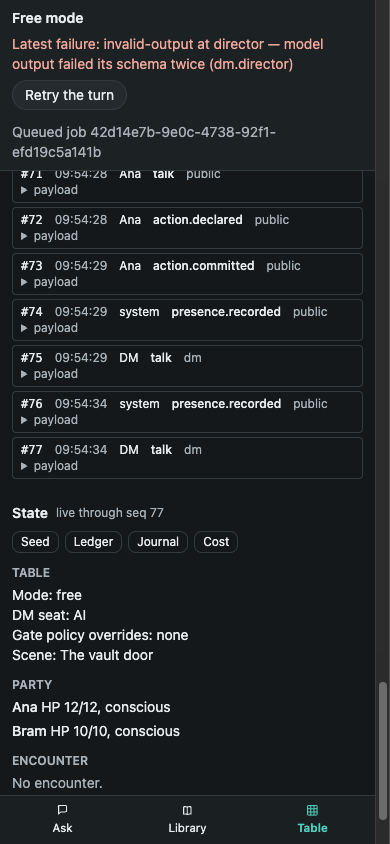 Free mode
Latest failure: invalid-output at director — model
output failed its schema twice (dm.director)
Retry the turn
Queued job 42d14e7b-9e0c-4738-92f1-
efd19c5a141b
#71 09:54:28 Ana talk public
▶ payload
#72 09:54:28 Ana action.declared public
▶ payload
#73 09:54:29 Ana action.committed public
▶ payload
#74 09:54:29 system presence.recorded public
▶ payload
#75 09:54:29 DM talk dm
▶ payload
#76 09:54:34 system presence.recorded public
▶ payload
#77 09:54:34 DM talk dm
▶ payload
State live through seq 77
Seed Ledger Journal Cost
TABLE
Mode: free
DM seat: AI
Gate policy overrides: none
Scene: The vault door
PARTY
Ana HP 12/12, conscious
Bram HP 10/10, conscious
ENCOUNTER
No encounter.
Ask Library Table